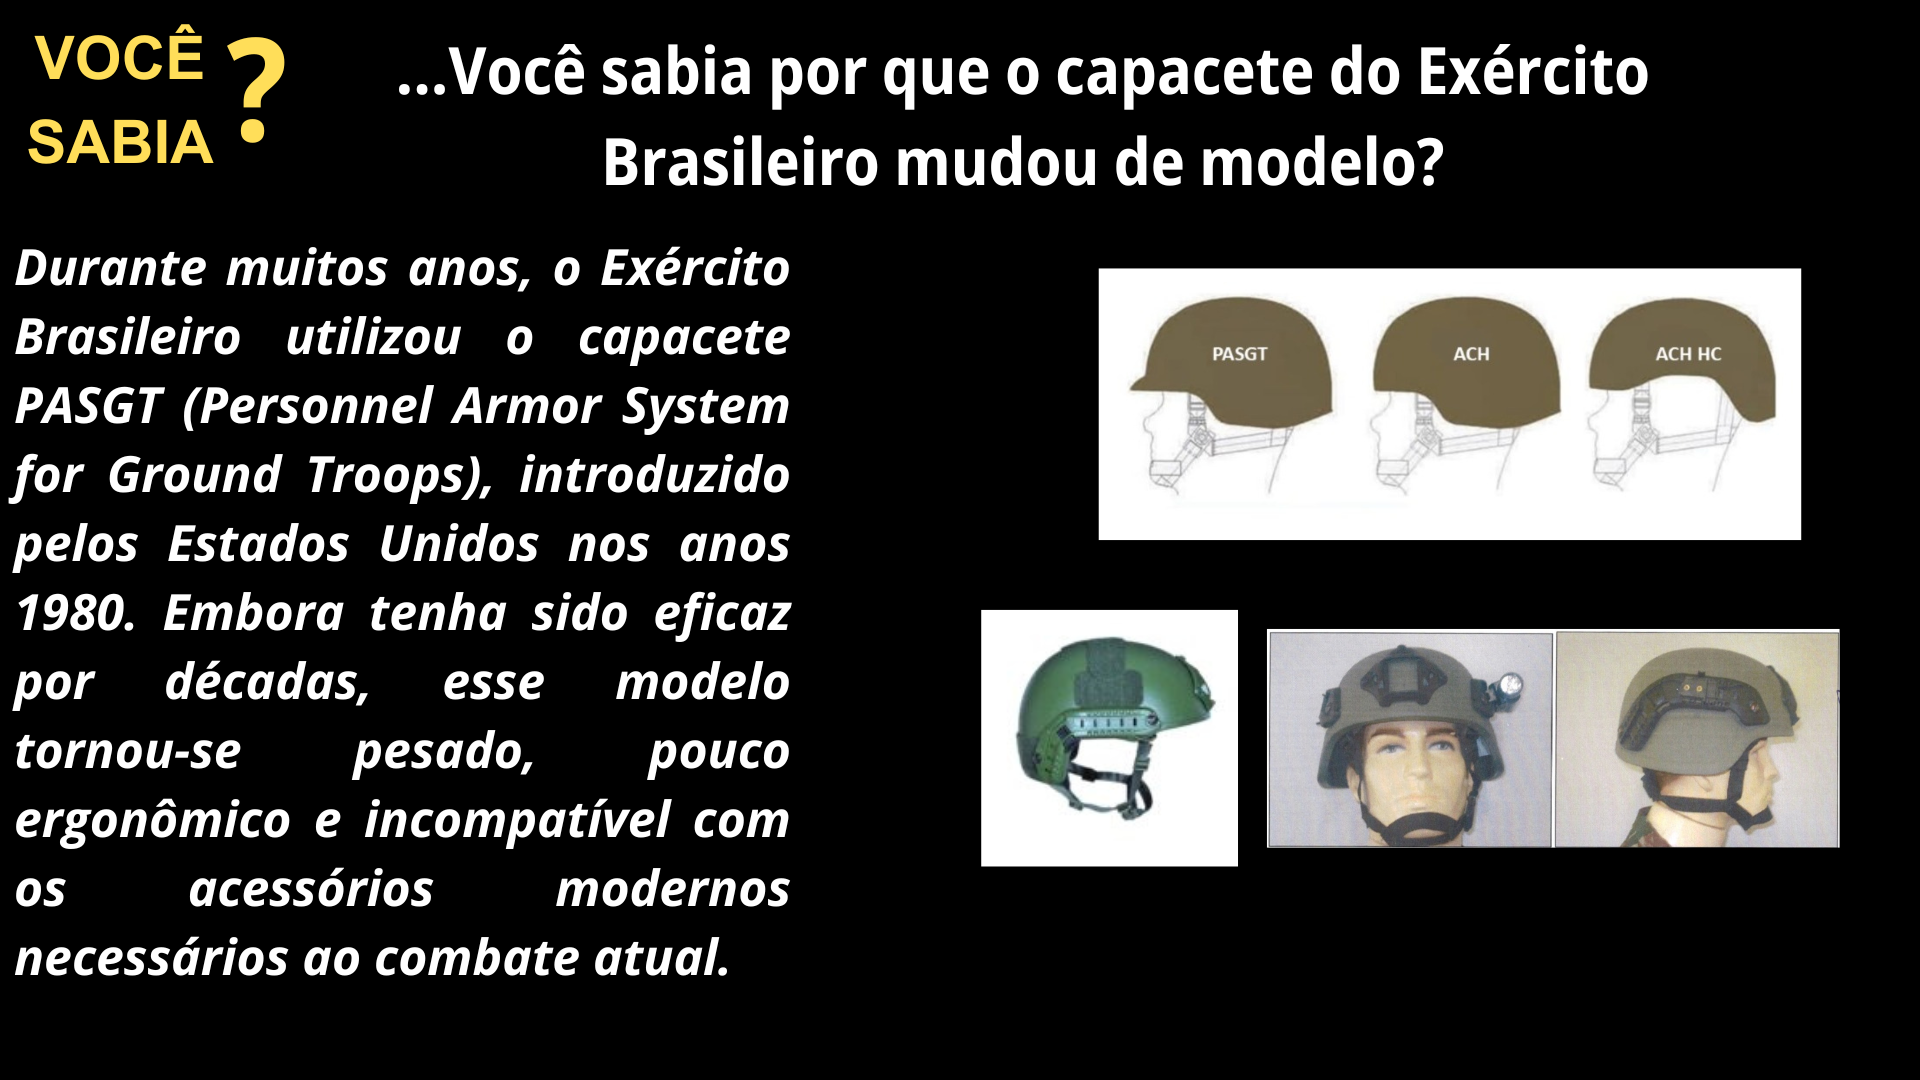 VOCÊ
SABIA
?
...Você sabia por que o capacete do Exército
Brasileiro mudou de modelo?
Durante muitos anos, o Exército
Brasileiro utilizou o capacete
PASGT (Personnel Armor System
for Ground Troops), introduzido
pelos Estados Unidos nos anos
1980. Embora tenha sido eficaz
por décadas, esse modelo
tornou-se pesado, pouco
ergonômico e incompatível com
os acessórios modernos
necessários ao combate atual.
PASGT
ACH
ACH HC